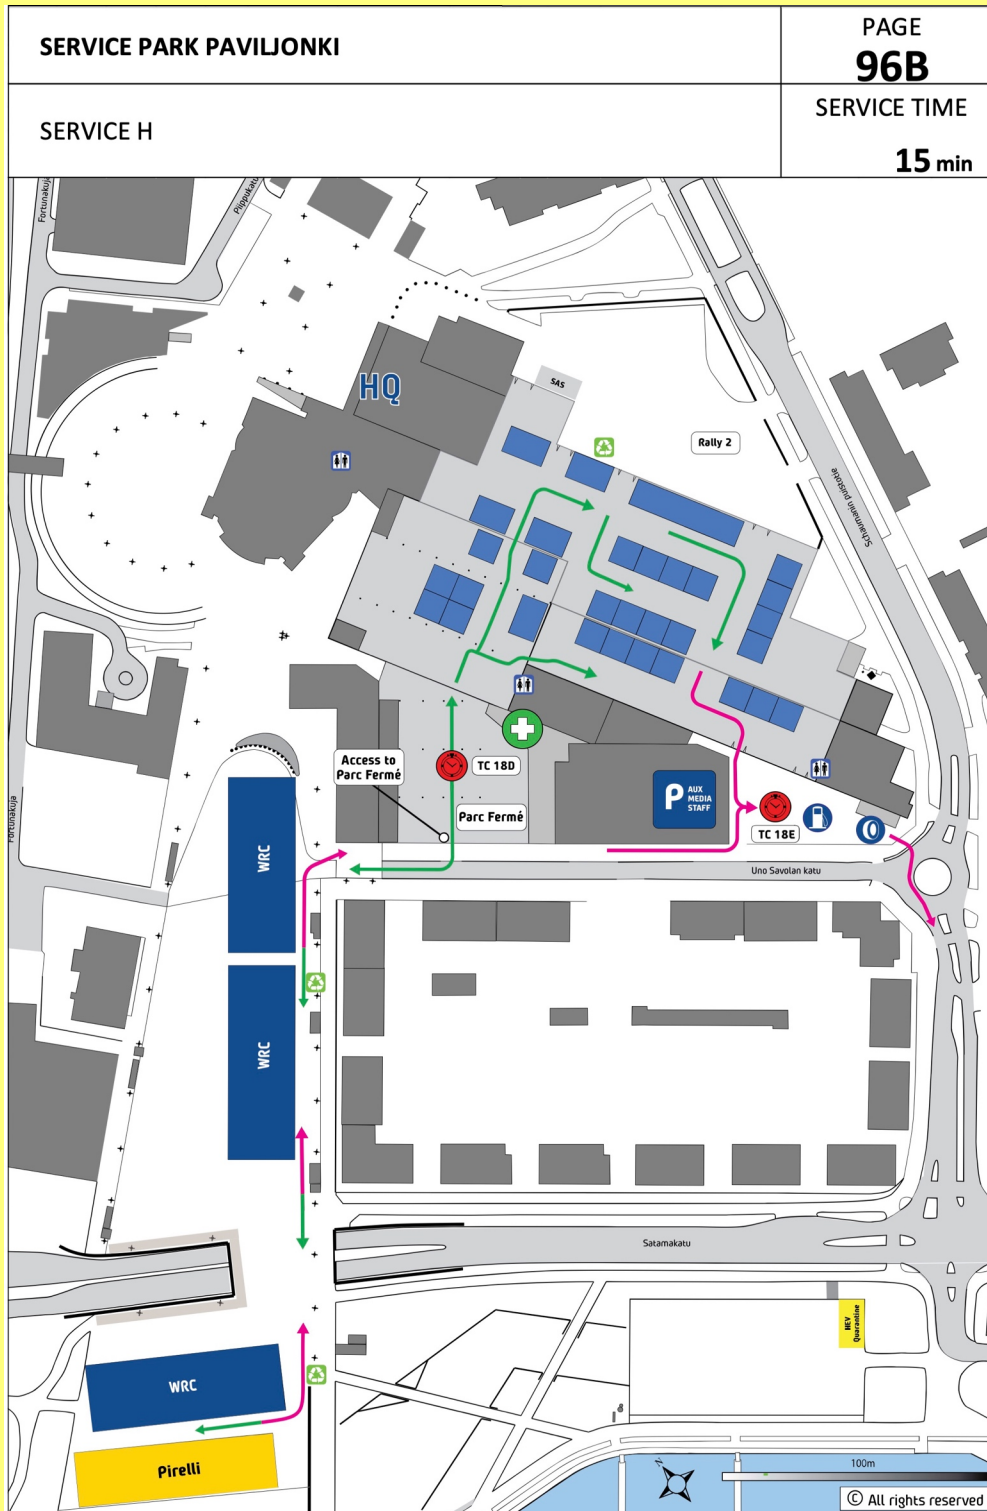 SERVICE PARK PAVILJONKI
PAGE
96B
SERVICE H
SERVICE TIME
15 min
Fortunakuja
Piippukatu
HQ
SAS
Rally 2
Schaumanin puistotie
Access to
Parc Fermé
TC 18D
Parc Fermé
P AUX
MEDIA
STAFF
TC 18E
Fortunakuja
WRC
Uno Savolan katu
WRC
Satamakatu
HEV
Quarantine
WRC
Pirelli
N
100m
© All rights reserved